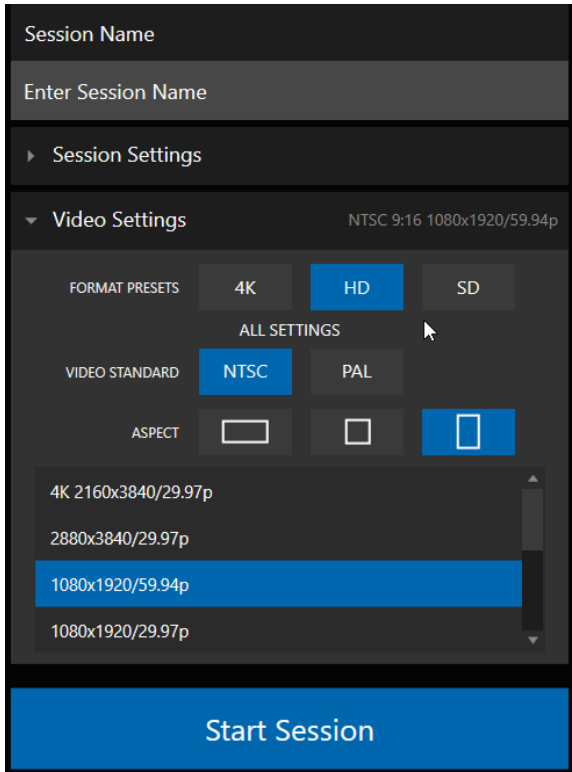 Session Name
Enter Session Name
Session Settings
Video Settings NTSC 9:16 1080x1920/59.94p
FORMAT PRESETS 4K HD SD
ALL SETTINGS
VIDEO STANDARD NTSC PAL
ASPECT
4K 2160x3840/29.97p
2880x3840/29.97p
1080x1920/59.94p
1080x1920/29.97p
Start Session